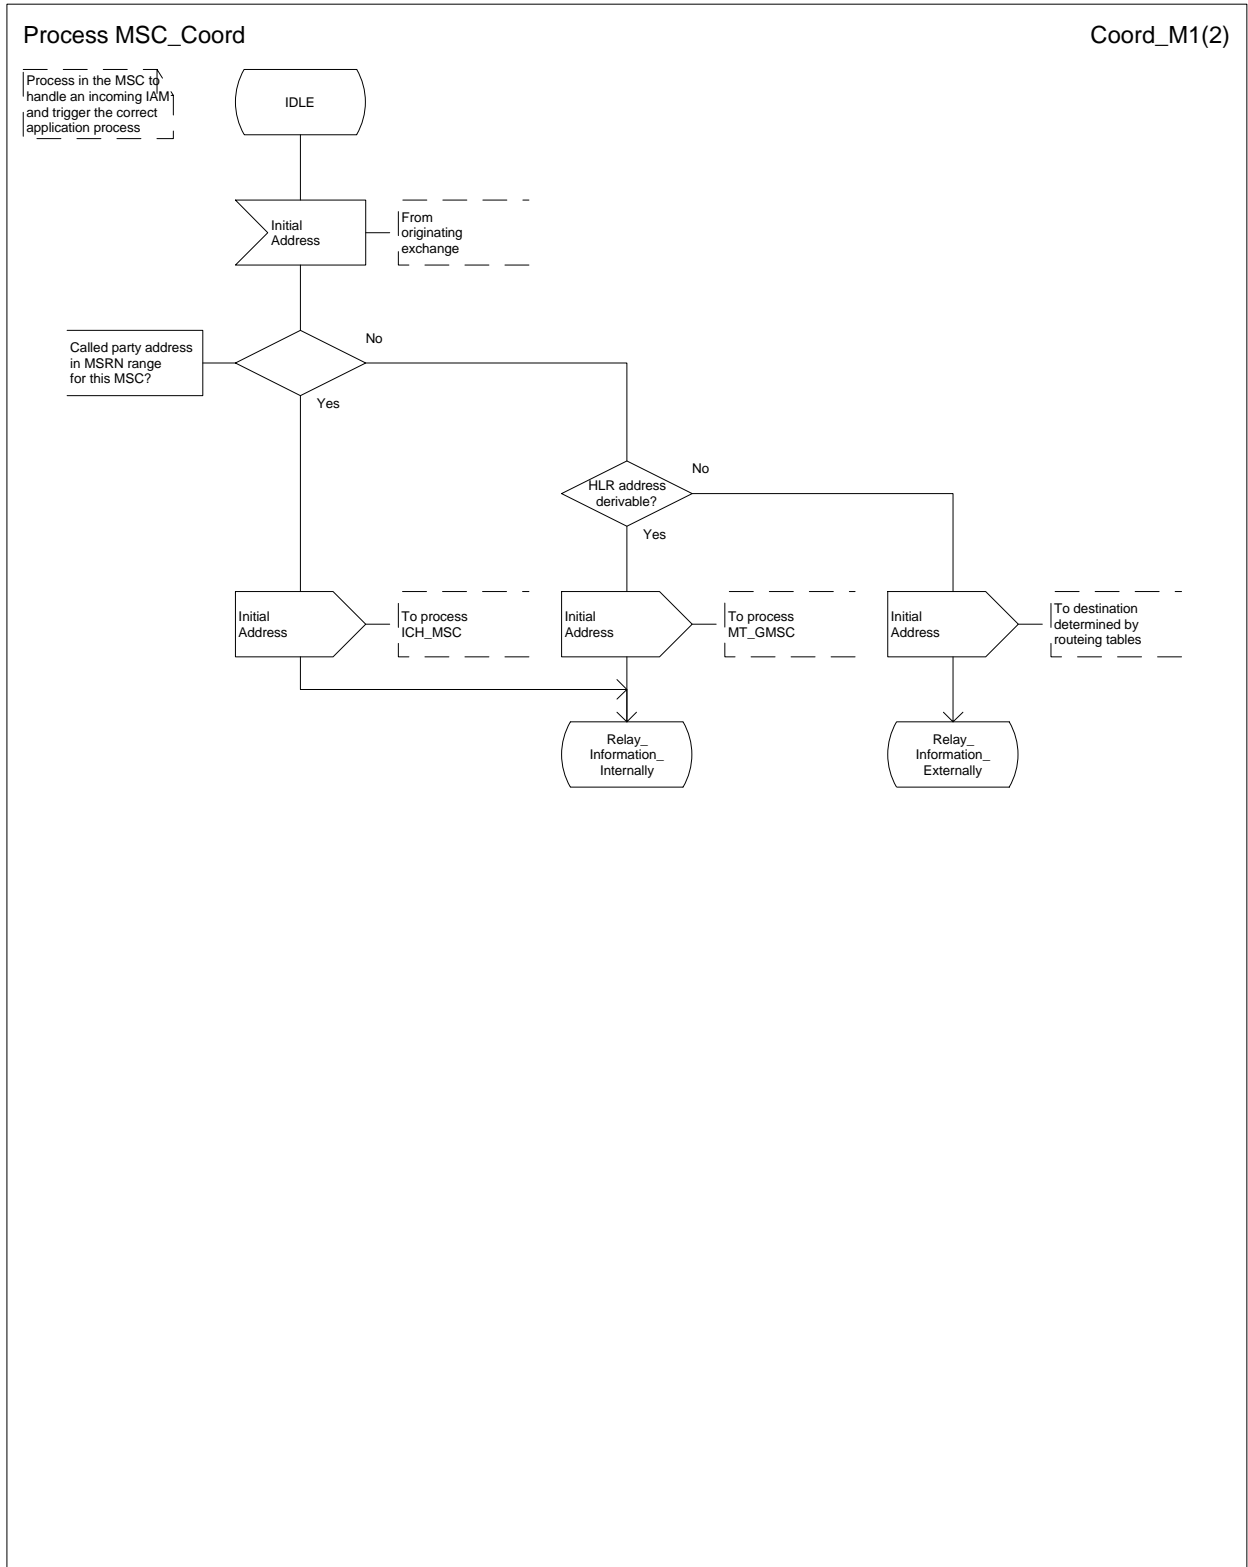 Process MSC_Coord
Coord_M1(2)
Process in the MSC to
handle an incoming IAM
and trigger the correct
application process
IDLE
Initial
Address
From
originating
exchange
Called party address
in MSRN range
for this MSC?
No
Yes
HLR address
derivable?
No
Yes
Initial
Address
To process
ICH_MSC
Initial
Address
To process
MT_GMSC
Initial
Address
To destination
determined by
routeing tables
Relay_
Information_
Internally
Relay_
Information_
Externally